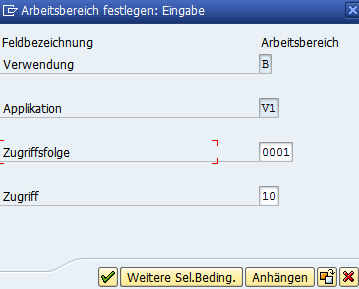 Arbeitsbereich festlegen: Eingabe
Feldbezeichnung Arbeitsbereich
Verwendung B
Applikation V1
Zugriffsfolge 0001
Zugriff 10
Weitere Sel.Beding. Anhängen